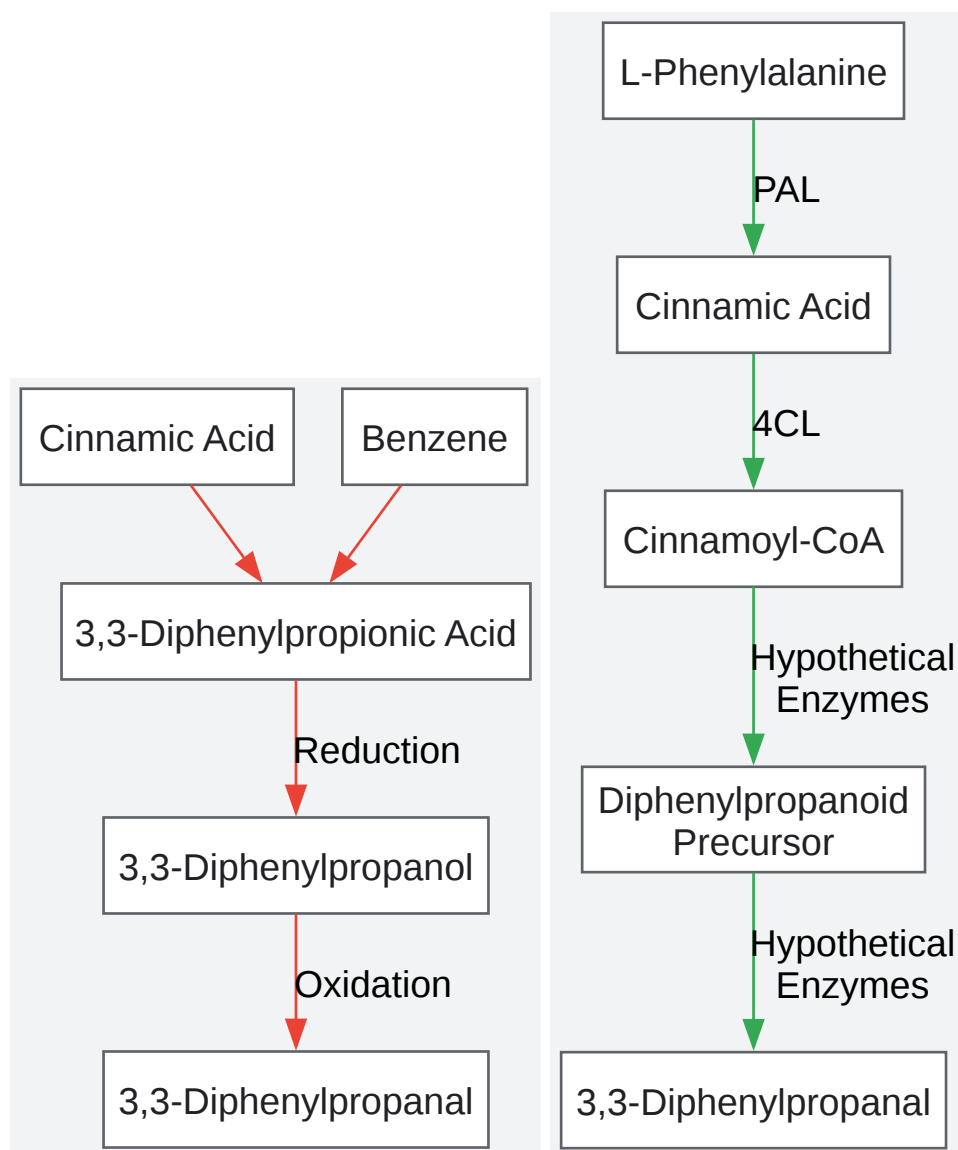 Cinnamic Acid
Benzene
3,3-Diphenylpropionic Acid
Reduction
3,3-Diphenylpropanol
Oxidation
3,3-Diphenylpropanal
L-Phenylalanine
PAL
Cinnamic Acid
4CL
Cinnamoyl-CoA
Hypothetical
Enzymes
Diphenylpropanoid
Precursor
Hypothetical
Enzymes
3,3-Diphenylpropanal